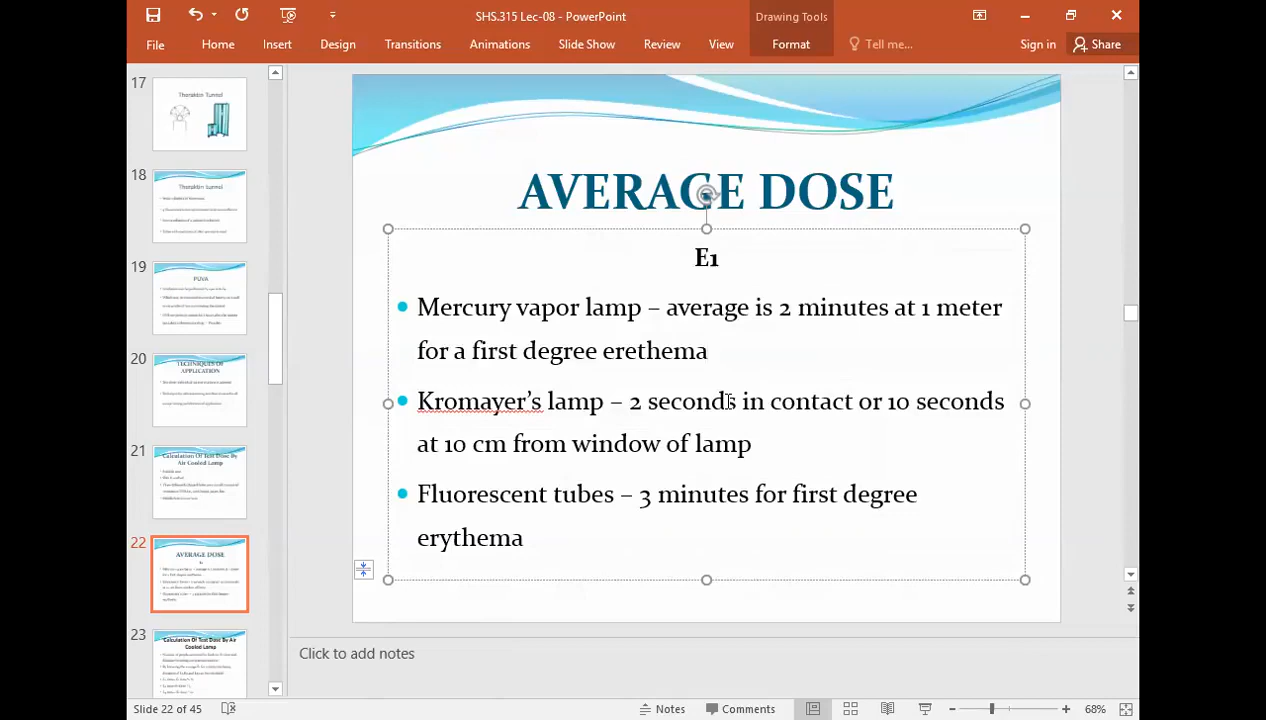 SHS.315 Lec-08 - PowerPoint
Drawing Tools
File
Home
Insert
Design
Transitions
Animations
Slide Show
Review
View
Format
Tell me...
Sign in
Share
17
Theraktin Tunnel
18
Theraktin tunnel
19
PUVA
20
TECHNIQUES OF
APPLICATION
21
Calculation Of Test Dose By
Air Cooled Lamp
22
AVERAGE DOSE
E1
23
Calculation Of Test Dose By Air
Cooled Lamp
AVERAGE DOSE
E1
Mercury vapor lamp – average is 2 minutes at 1 meter
for a first degree erethema
Kromayer's lamp – 2 seconds in contact or 10 seconds
at 10 cm from window of lamp
Fluorescent tubes – 3 minutes for first degree
erythema
Click to add notes
Slide 22 of 45
Notes
Comments
68%